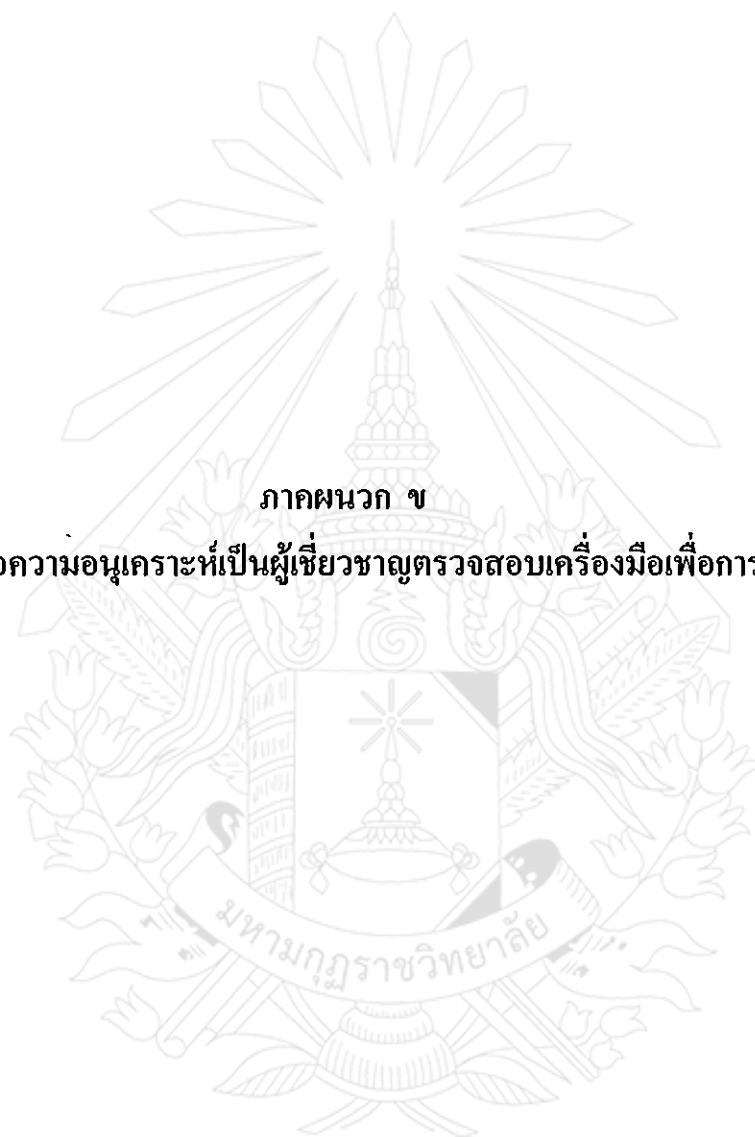 ภาคผนวก ข
ความอนุเคราะห์เป็นผู้เชี่ยวชาญตรวจสอบเครื่องมือเพื่อการ
มหามกุฏราชวิทยาลัย